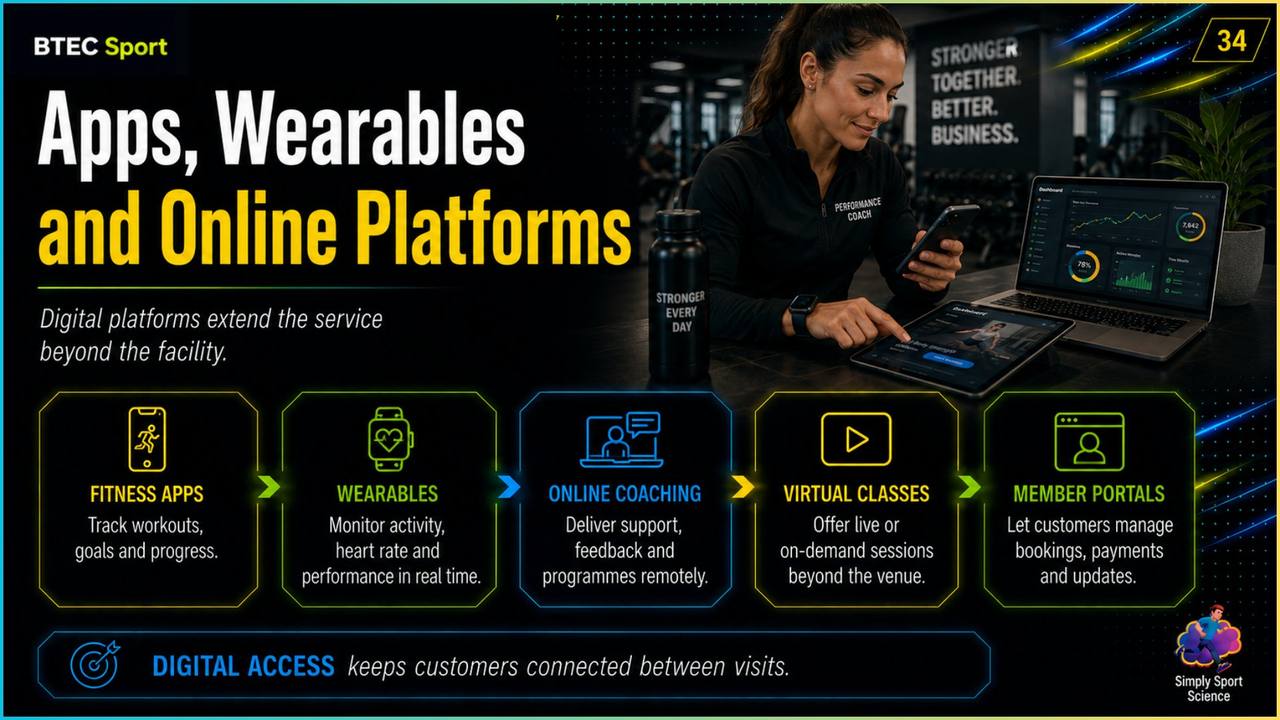 BTEC Sport
34
Apps, Wearables
and Online Platforms
Digital platforms extend the service
beyond the facility.
STRONGER
TOGETHER.
BETTER.
BUSINESS.
PERFORMANCE
COACH
STRONGER
EVERY
DAY
Dashboard
7,642
78%
Dashboard
FITNESS APPS
Track workouts,
goals and progress.
WEARABLES
Monitor activity,
heart rate and
performance in real time.
ONLINE COACHING
Deliver support,
feedback and
programmes remotely.
VIRTUAL CLASSES
Offer live or
on-demand sessions
beyond the venue.
MEMBER PORTALS
Let customers manage
bookings, payments
and updates.
DIGITAL ACCESS keeps customers connected between visits.
Simply Sport
Science